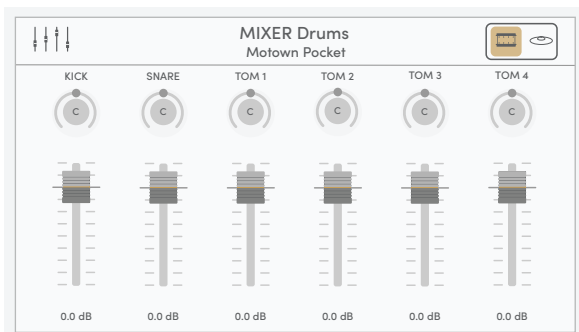 MIXER Drums
Motown Pocket
KICK SNARE TOM 1 TOM 2 TOM 3 TOM 4
C C C C C C
0.0 dB 0.0 dB 0.0 dB 0.0 dB 0.0 dB 0.0 dB